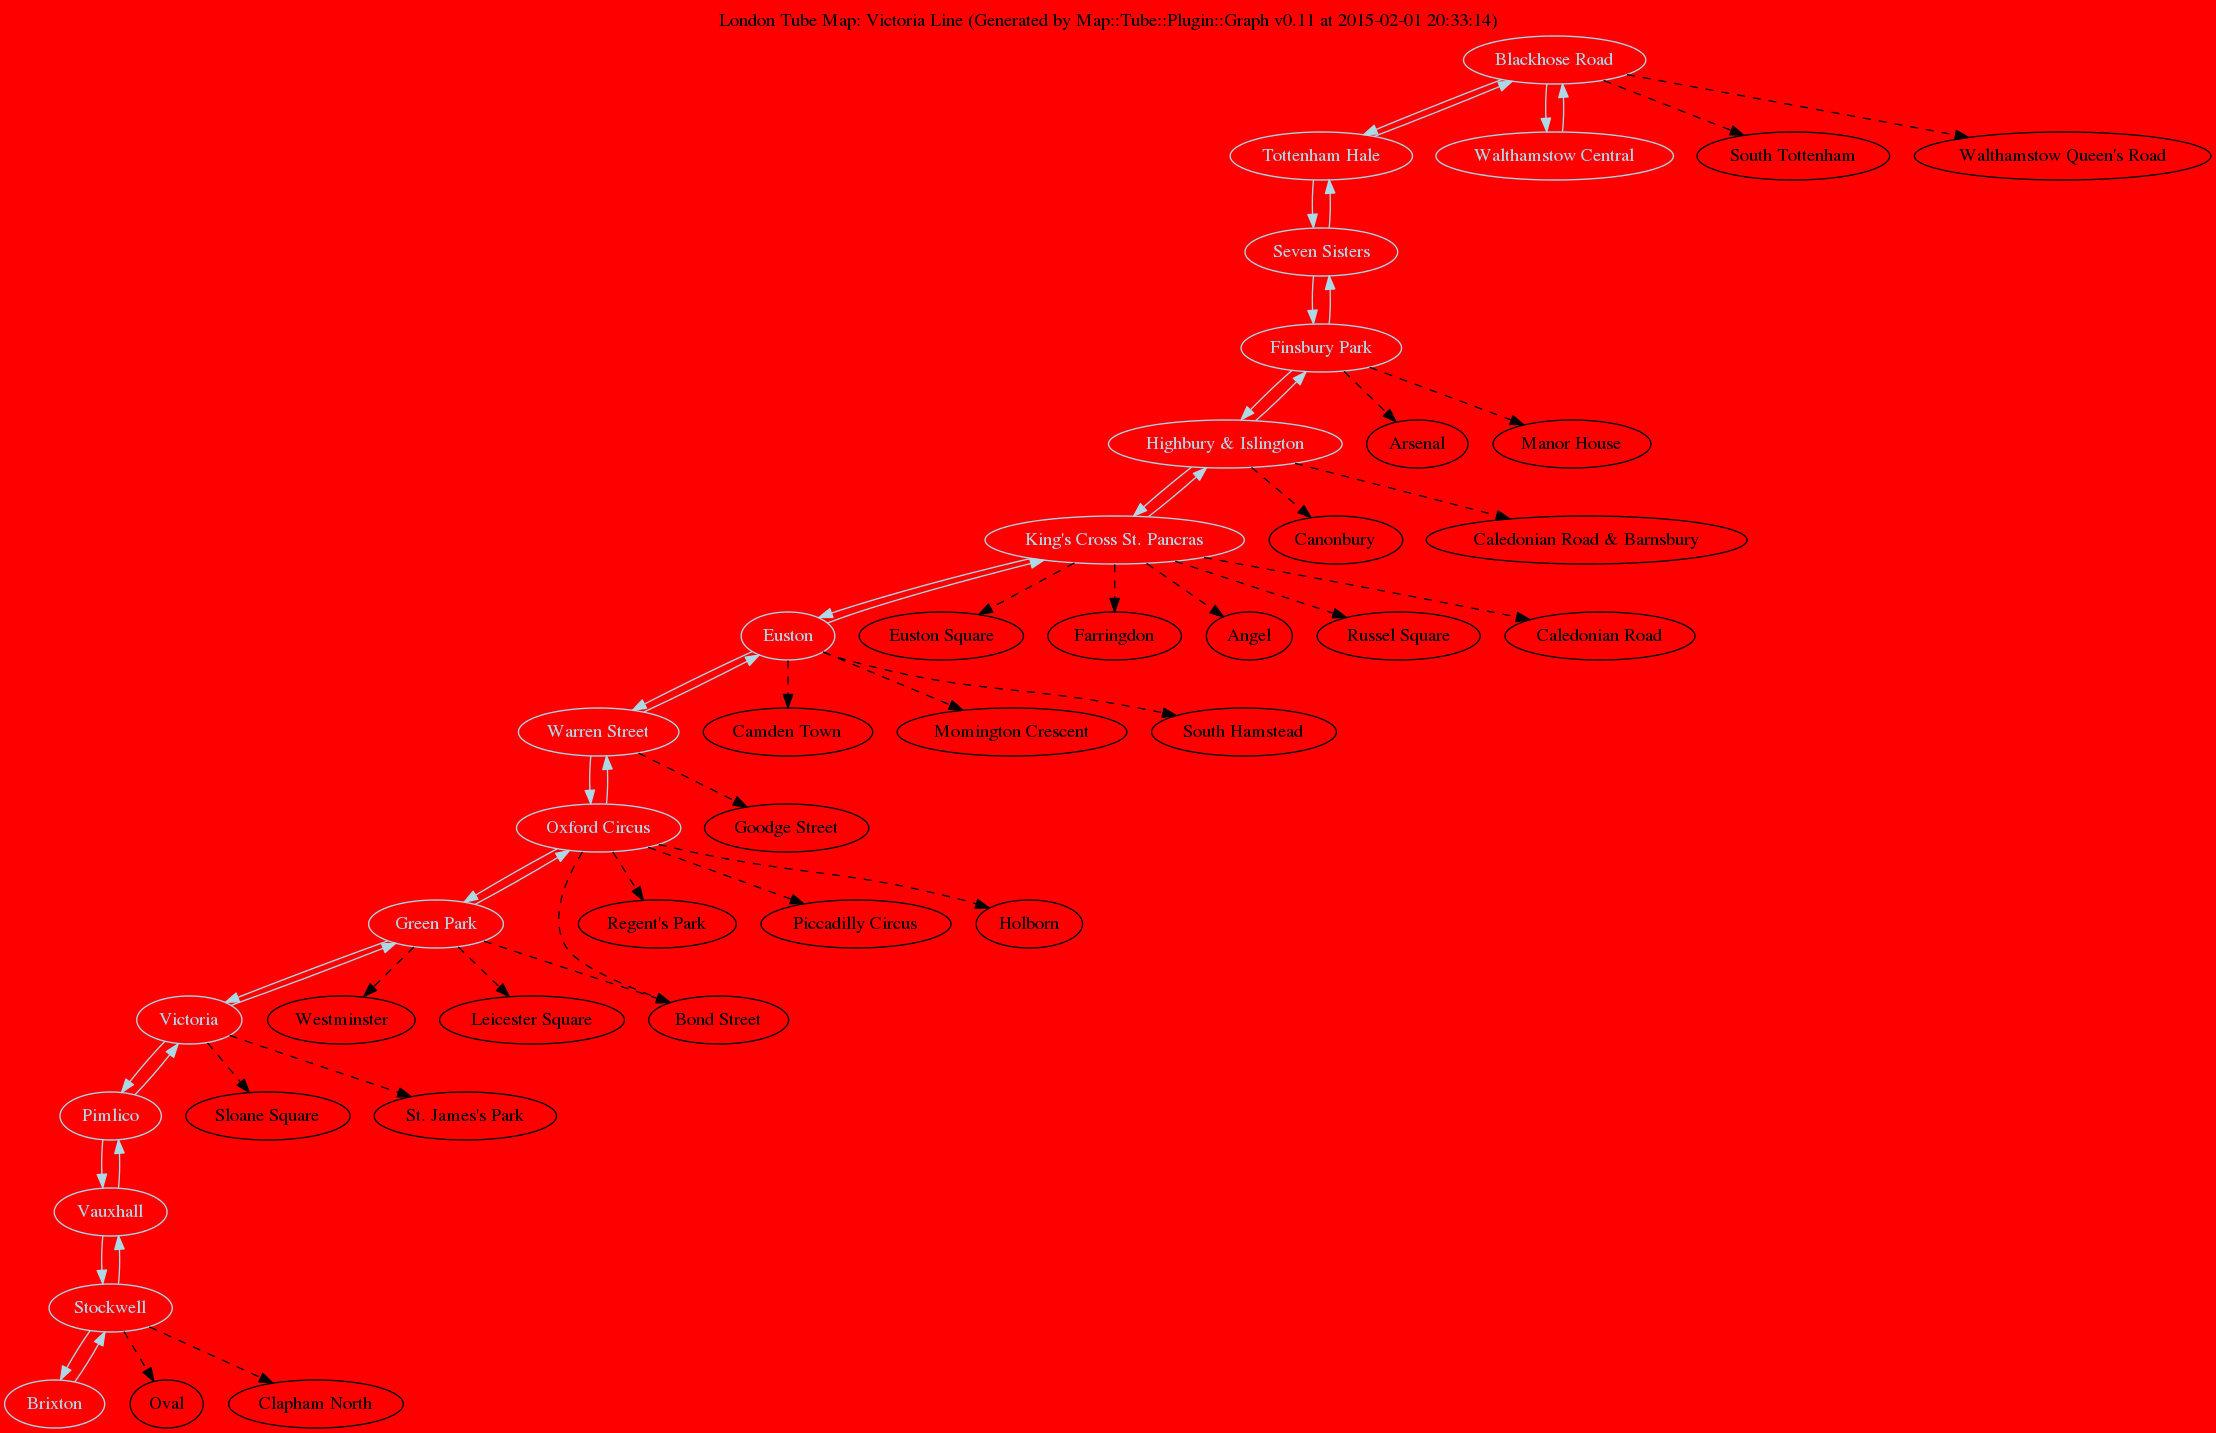 London Tube Map: Victoria Line (Generated by Map::Tube::Plugin::Graph v0.11 at 2015-02-01 20:33:14)
Blackhose Road
Tottenham Hale
Walthamstow Central
South Tottenham
Walthamstow Queen's Road
Seven Sisters
Finsbury Park
Highbury & Islington
Arsenal
Manor House
King's Cross St. Pancras
Canonbury
Caledonian Road & Barnsbury
Euston
Euston Square
Farringdon
Angel
Russel Square
Caledonian Road
Warren Street
Camden Town
Mornington Crescent
South Hamstead
Oxford Circus
Goodge Street
Green Park
Regent's Park
Piccadilly Circus
Holborn
Victoria
Westminster
Leicester Square
Bond Street
Pimlico
Sloane Square
St. James's Park
Vauxhall
Stockwell
Brixton
Oval
Clapham North